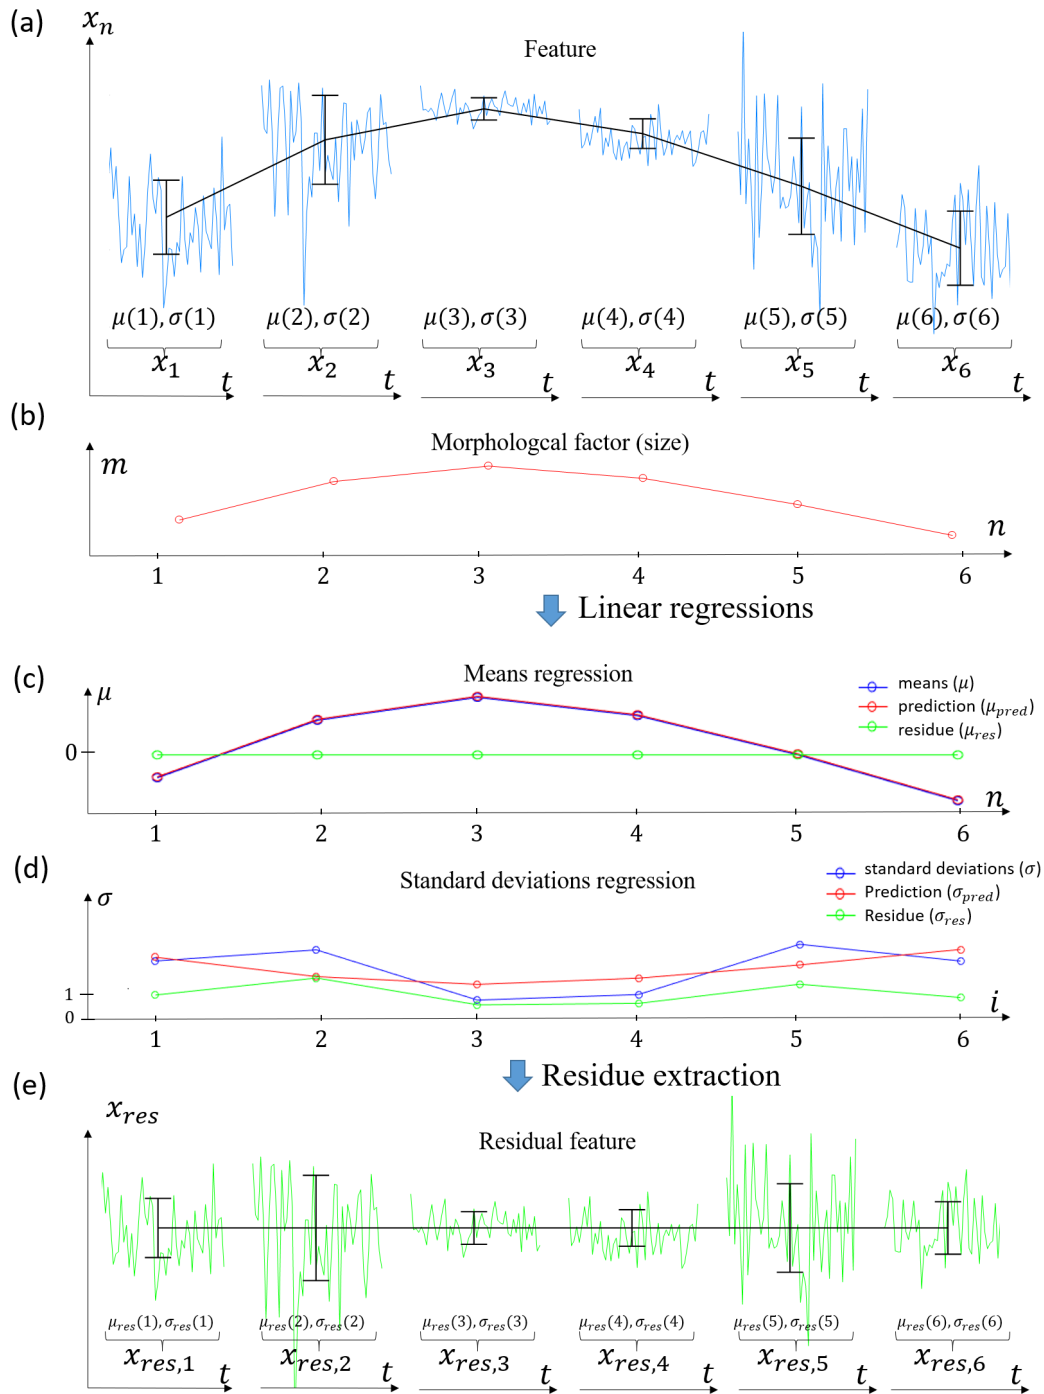 (a)
x_n
Feature
μ(1), σ(1) μ(2), σ(2) μ(3), σ(3) μ(4), σ(4) μ(5), σ(5) μ(6), σ(6)
x_1 x_2 x_3 x_4 x_5 x_6
t t t t t t
(b)
Morphologcal factor (size)
m
n
1 2 3 4 5 6
Linear regressions
(c)
Means regression
μ
means (μ)
prediction (μ_pred)
residue (μ_res)
0
n
1 2 3 4 5 6
(d)
Standard deviations regression
standard deviations (σ)
Prediction (σ_pred)
Residue (σ_res)
σ
1
0
i
1 2 3 4 5 6
Residue extraction
(e)
x_res
Residual feature
μ_res(1), σ_res(1) μ_res(2), σ_res(2) μ_res(3), σ_res(3) μ_res(4), σ_res(4) μ_res(5), σ_res(5) μ_res(6), σ_res(6)
x_res,1 x_res,2 x_res,3 x_res,4 x_res,5 x_res,6
t t t t t t